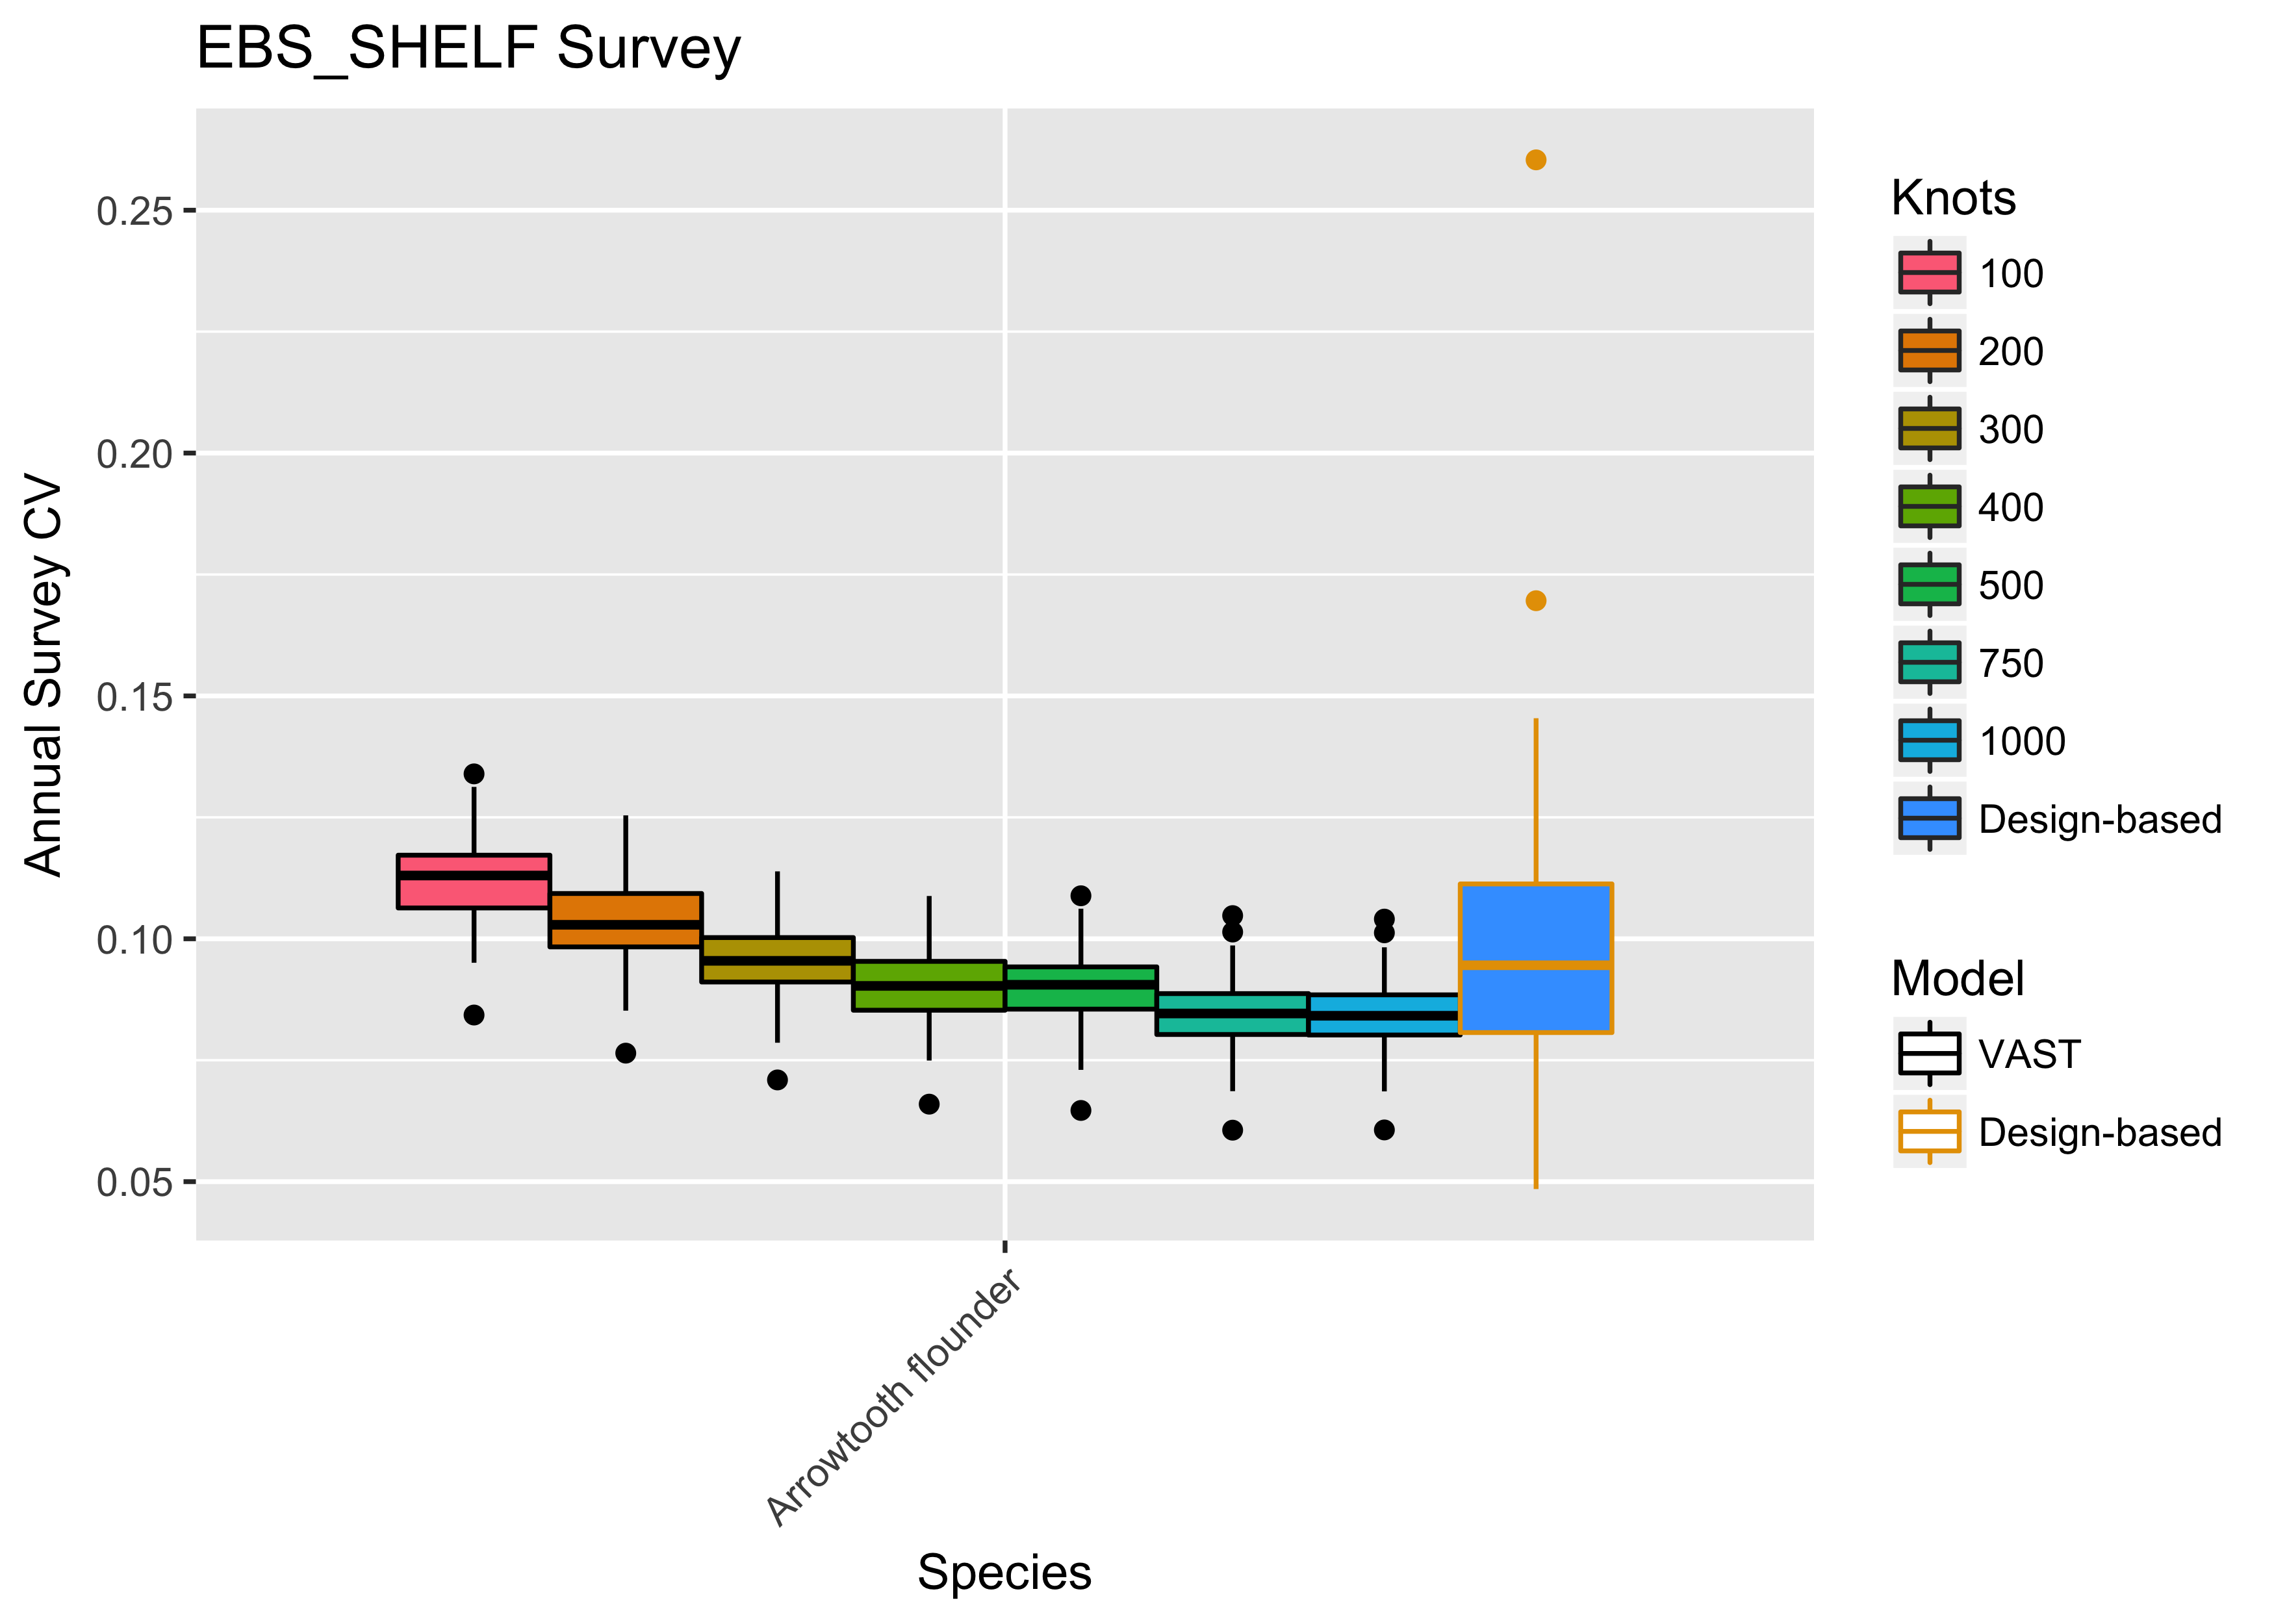 EBS_SHELF Survey
Annual Survey CV
0.25
0.20
0.15
0.10
0.05
Arrowtooth flounder
Species
Knots
100
200
300
400
500
750
1000
Design-based
Model
VAST
Design-based